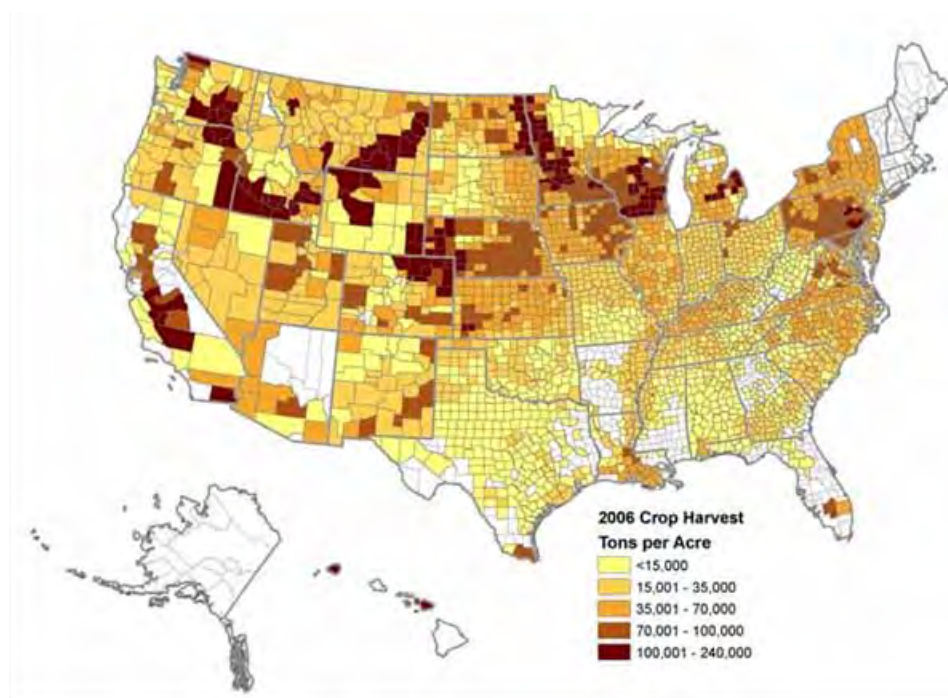 2006 Crop Harvest
Tons per Acre
<15,000
15,001 - 35,000
35,001 - 70,000
70,001 - 100,000
100,001 - 240,000